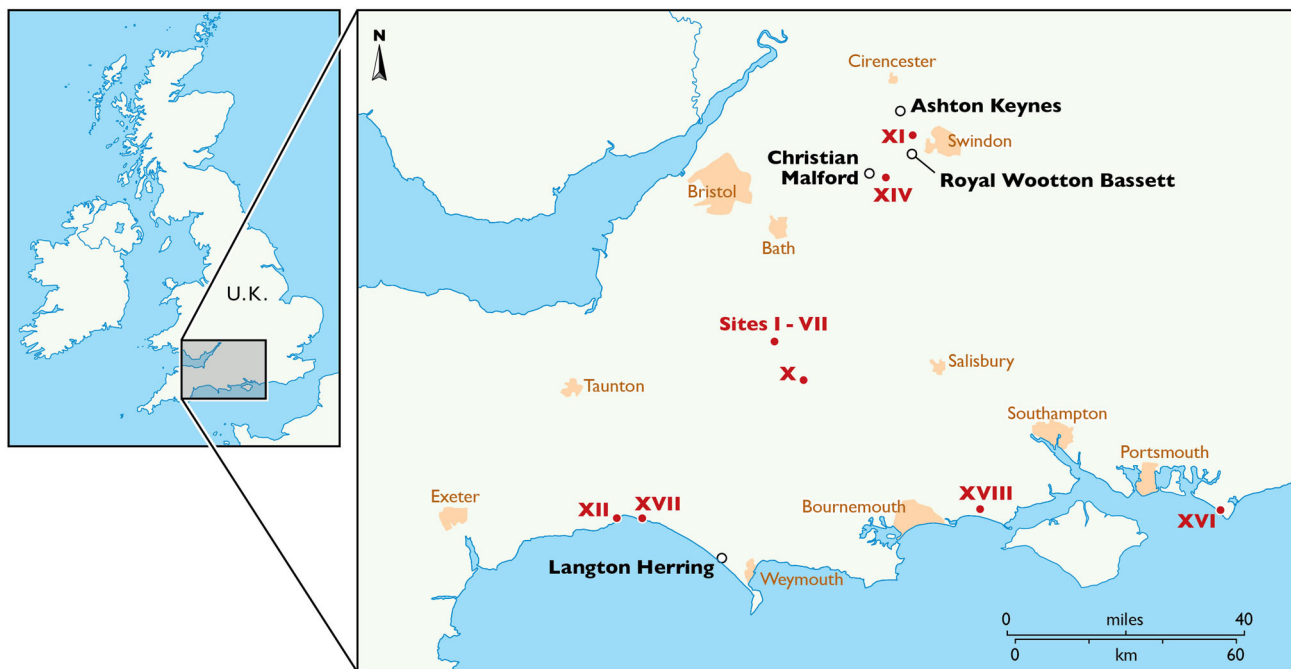 U.K.
N
Cirencester
Ashton Keynes
XI
Swindon
Christian
Malford
Royal Wootton Bassett
XIV
Bristol
Bath
Sites I - VII
X
Salisbury
Taunton
Southampton
Portsmouth
Exeter
XII
XVII
Bournemouth
XVIII
XVI
Langton Herring
Weymouth
0 miles 40
0 km 60